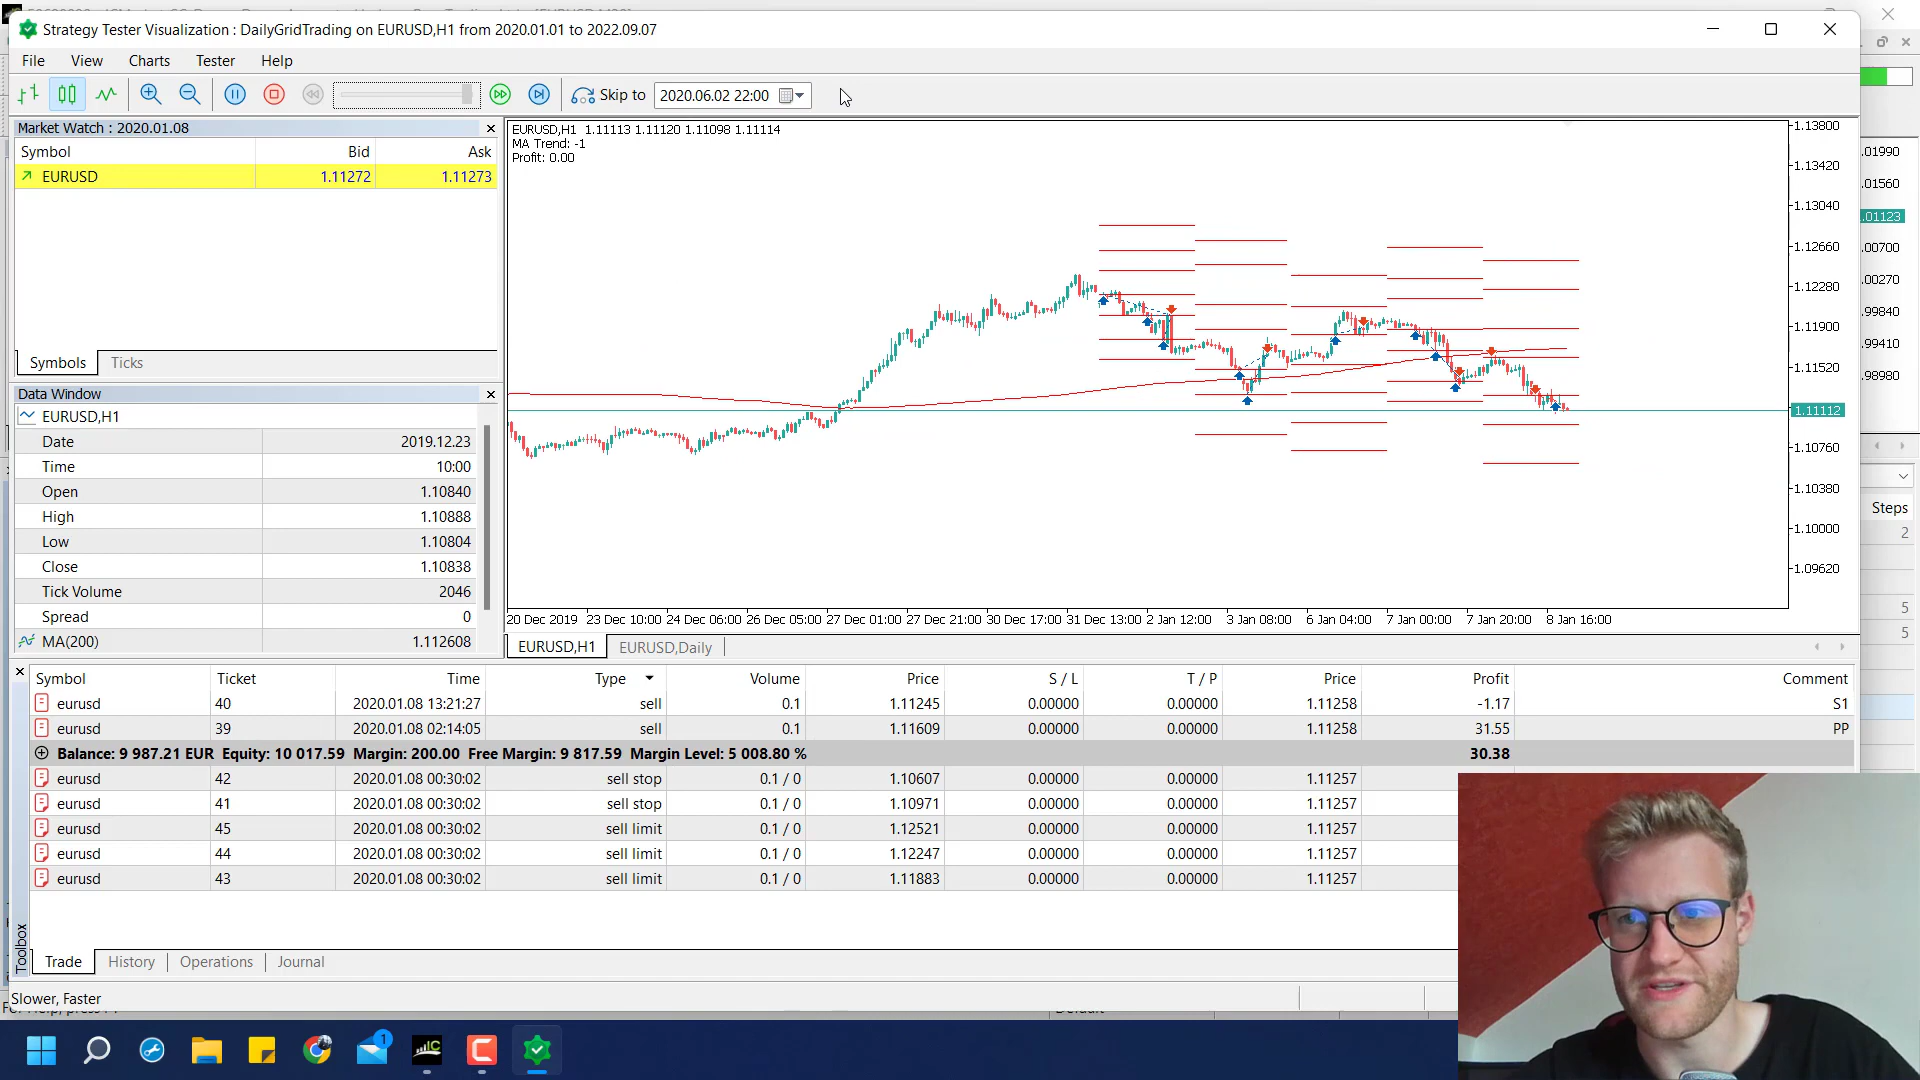 Strategy Tester Visualization : DailyGridTrading on EURUSD,H1 from 2020.01.01 to 2022.09.07
File View Charts Tester Help
Skip to 2020.06.02 22:00
Market Watch : 2020.01.08
Symbol Bid Ask
EURUSD 1.11272 1.11273
Symbols Ticks
Data Window
EURUSD,H1
Date 2019.12.23
Time 10:00
Open 1.10840
High 1.10888
Low 1.10804
Close 1.10838
Tick Volume 2046
Spread 0
MA(200) 1.112608
EURUSD,H1 1.11113 1.11120 1.11098 1.11114
MA Trend: -1
Profit: 0.00
1.13800
1.13420
1.13040
1.12660
1.12280
1.11900
1.11520
1.11112
1.10760
1.10380
1.10000
1.09620
20 Dec 2019 23 Dec 10:00 24 Dec 06:00 26 Dec 05:00 27 Dec 01:00 27 Dec 21:00 30 Dec 17:00 31 Dec 13:00 2 Jan 12:00 3 Jan 08:00 6 Jan 04:00 7 Jan 00:00 7 Jan 20:00 8 Jan 16:00
EURUSD,H1 EURUSD,Daily
.01990
.01560
.01123
.00700
.00270
.99840
.99410
.98980
Steps
2
5
5
Symbol Ticket Time Type Volume Price S / L T / P Price Profit Comment
eurusd 40 2020.01.08 13:21:27 sell 0.1 1.11245 0.00000 0.00000 1.11258 -1.17 S1
eurusd 39 2020.01.08 02:14:05 sell 0.1 1.11609 0.00000 0.00000 1.11258 31.55 PP
Balance: 9 987.21 EUR Equity: 10 017.59 Margin: 200.00 Free Margin: 9 817.59 Margin Level: 5 008.80 % 30.38
eurusd 42 2020.01.08 00:30:02 sell stop 0.1 / 0 1.10607 0.00000 0.00000 1.11257
eurusd 41 2020.01.08 00:30:02 sell stop 0.1 / 0 1.10971 0.00000 0.00000 1.11257
eurusd 45 2020.01.08 00:30:02 sell limit 0.1 / 0 1.12521 0.00000 0.00000 1.11257
eurusd 44 2020.01.08 00:30:02 sell limit 0.1 / 0 1.12247 0.00000 0.00000 1.11257
eurusd 43 2020.01.08 00:30:02 sell limit 0.1 / 0 1.11883 0.00000 0.00000 1.11257
Toolbox
Trade History Operations Journal
Slower, Faster
1
IC
C